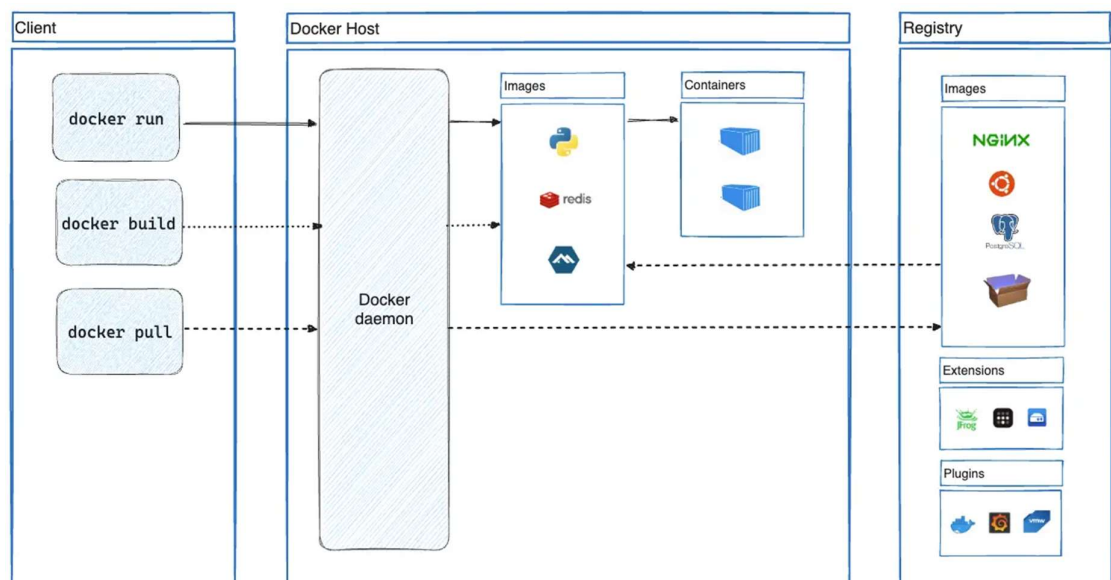 Client
docker run
docker build
docker pull
Docker Host
Docker
daemon
Images
redis
Containers
Registry
Images
NGINX
PostgreSQL
Extensions
JFrog
Plugins
vmw